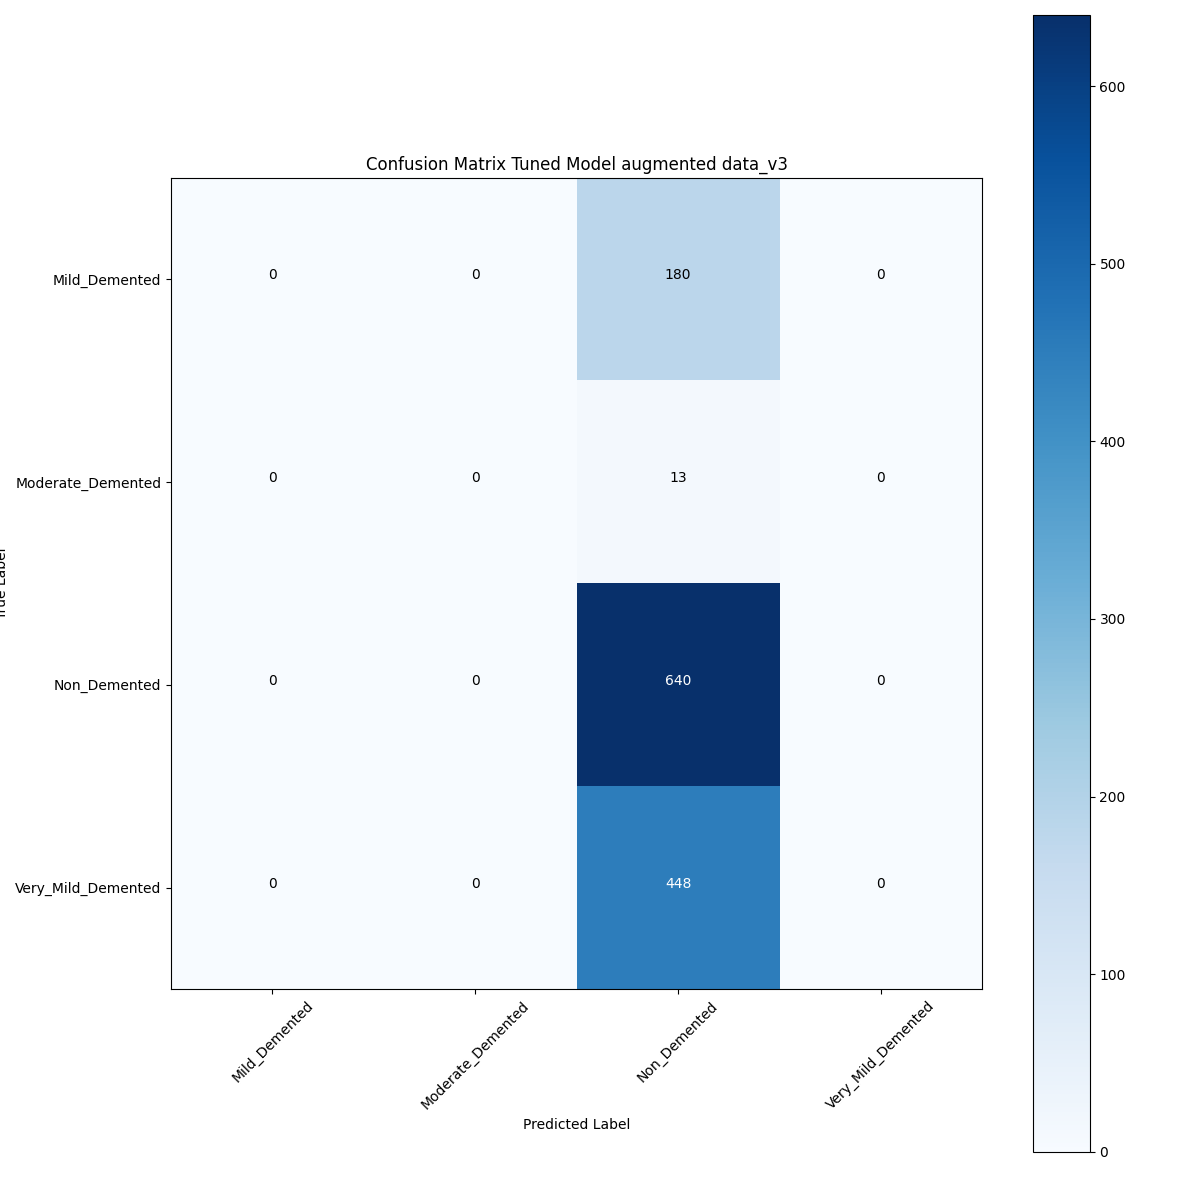 Confusion Matrix Tuned Model augmented data_v3
600
500
400
300
200
100
0
Mild_Demented 0 0 180 0
Moderate_Demented 0 0 13 0
Non_Demented 0 0 640 0
Very_Mild_Demented 0 0 448 0
Mild_Demented Moderate_Demented Non_Demented Very_Mild_Demented
Predicted Label